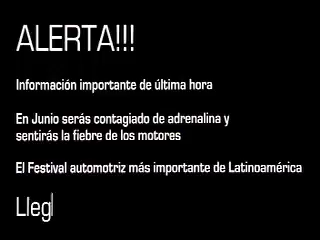 ALERTA!!!
Información importante de última hora
En Junio serás contagiado de adrenalina y
sentirás la fiebre de los motores
El Festival automotriz más importante de Latinoamérica
Lleg